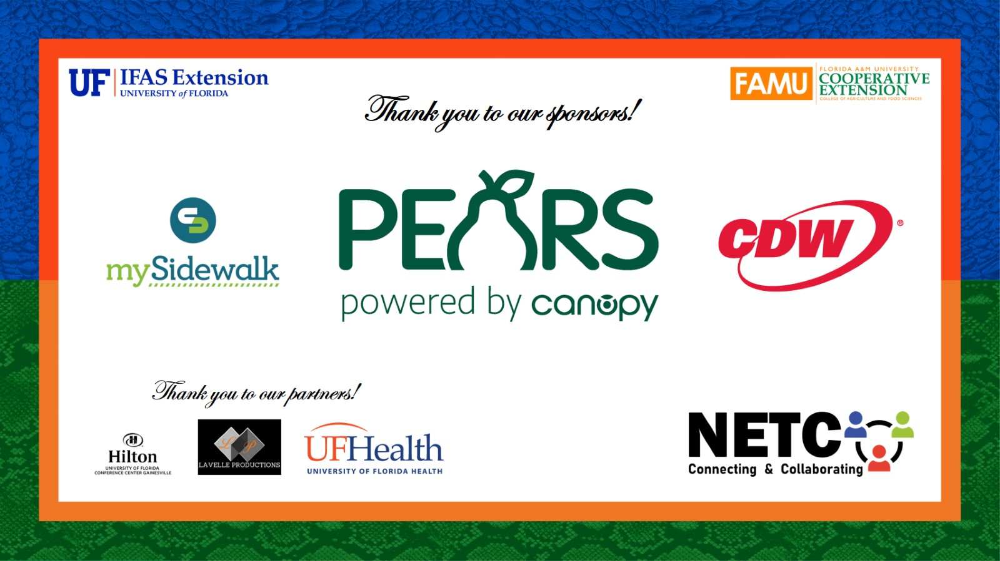 UF IFAS Extension
UNIVERSITY of FLORIDA
FAMU
FLORIDA A&M UNIVERSITY
COOPERATIVE
EXTENSION
COLLEGE OF AGRICULTURE AND FOOD SCIENCES
Thank you to our sponsors!
mySidewalk
PEARS
powered by canopy
CDW®
Thank you to our partners!
H
Hilton
UNIVERSITY OF FLORIDA
CONFERENCE CENTER GAINESVILLE
L P
LAVELLE PRODUCTIONS
UFHealth
UNIVERSITY OF FLORIDA HEALTH
NETC
Connecting & Collaborating